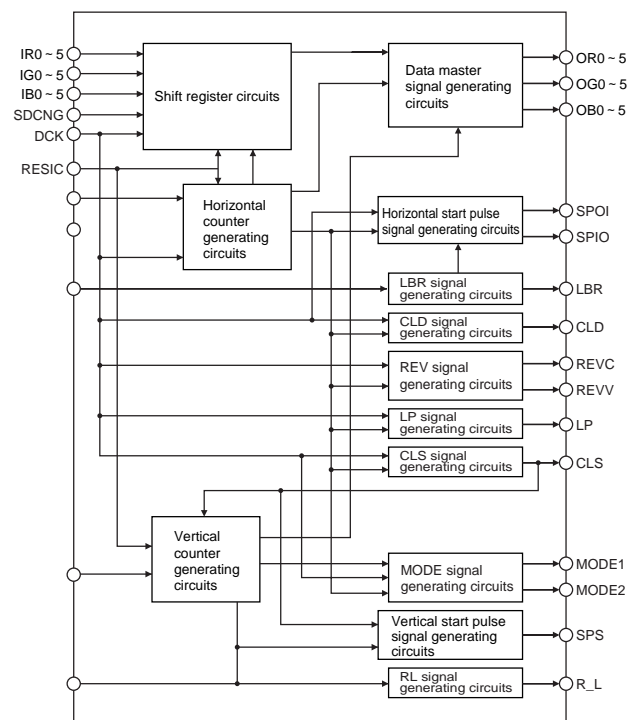 IR0 ~ 5
IG0 ~ 5
IB0 ~ 5
SDCNG
DCK
RESIC
Shift register circuits
Data master
signal generating
circuits
OR0 ~ 5
OG0 ~ 5
OB0 ~ 5
Horizontal
counter
generating
circuits
Horizontal start pulse
signal generating circuits
SPOI
SPIO
LBR signal
generating circuits
LBR
CLD signal
generating circuits
CLD
REV signal
generating circuits
REVC
REVV
LP signal
generating circuits
LP
CLS signal
generating circuits
CLS
Vertical
counter
generating
circuits
MODE signal
generating circuits
MODE1
MODE2
Vertical start pulse
signal generating
circuits
SPS
RL signal
generating circuits
R_L